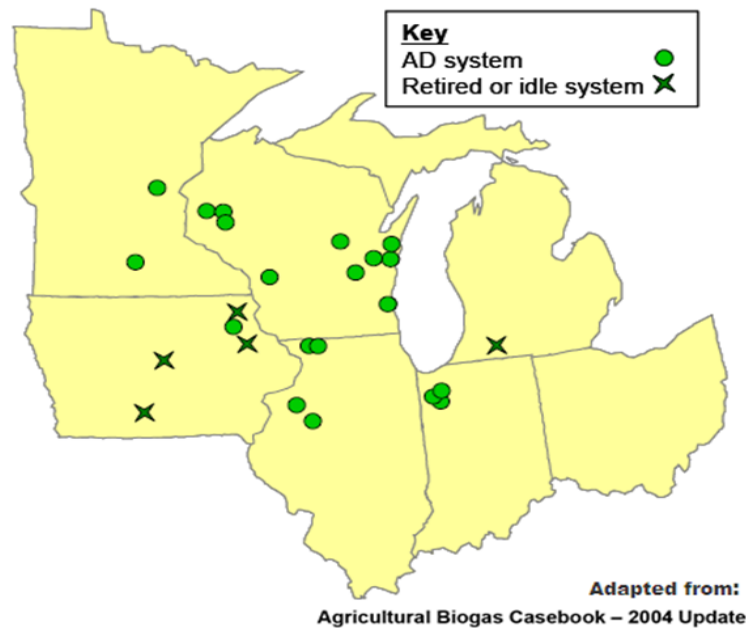 Key
AD system
Retired or idle system
Adapted from:
Agricultural Biogas Casebook – 2004 Update